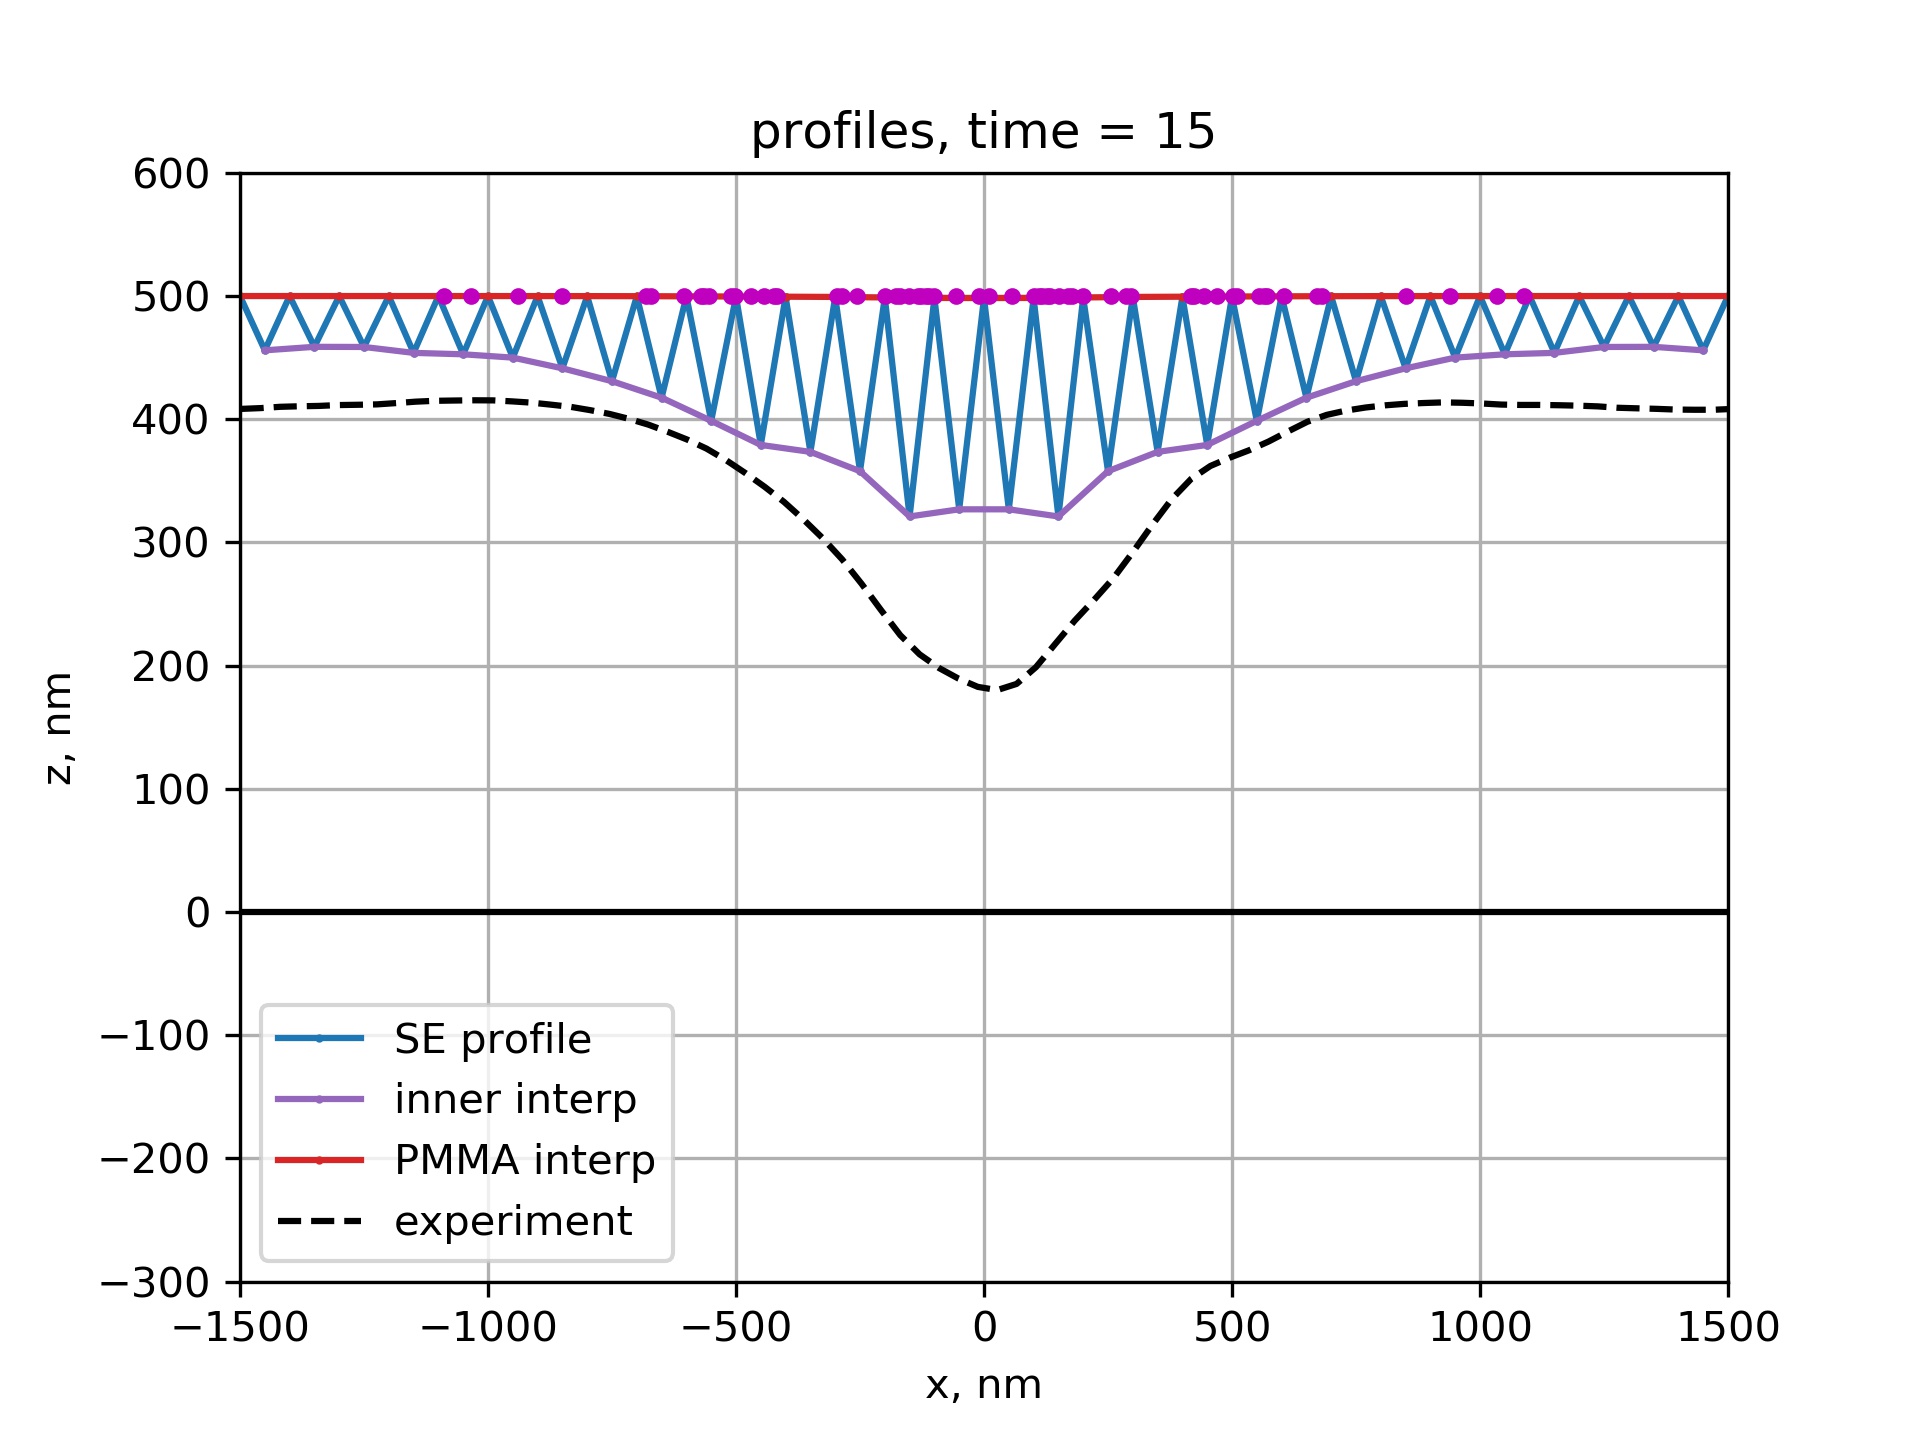 profiles, time = 15
600
500
400
300
200
100
0
−100
−200
−300
z, nm
SE profile
inner interp
PMMA interp
experiment
−1500 −1000 −500 0 500 1000 1500
x, nm